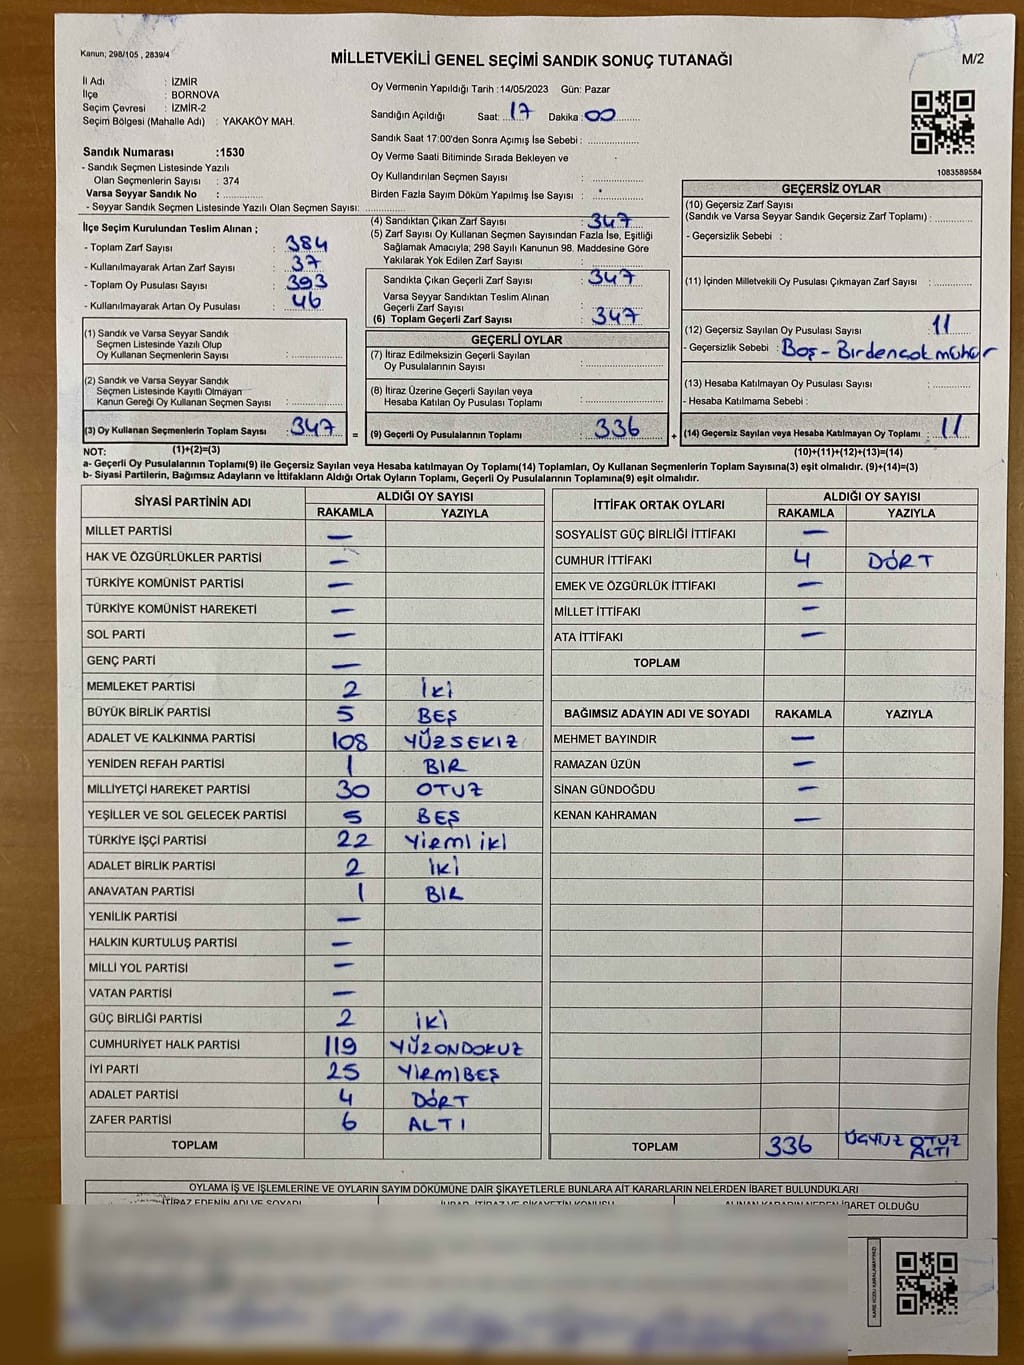 Kanun; 298/105 , 2839/4
MİLLETVEKİLİ GENEL SEÇİMİ SANDIK SONUÇ TUTANAĞI
M/2
İl Adı : İZMİR
İlçe : BORNOVA
Seçim Çevresi : İZMİR-2
Seçim Bölgesi (Mahalle Adı) : YAKAKÖY MAH.
Sandık Numarası :1530
- Sandık Seçmen Listesinde Yazılı
Olan Seçmenlerin Sayısı : 374
Varsa Seyyar Sandık No :
- Seyyar Sandık Seçmen Listesinde Yazılı Olan Seçmen Sayısı:
Oy Vermenin Yapıldığı Tarih :14/05/2023 Gün: Pazar
Sandığın Açıldığı Saat: 17 Dakika : 00
Sandık Saat 17:00'den Sonra Açımış İse Sebebi :
Oy Verme Saati Bitiminde Sırada Bekleyen ve
Oy Kullandırılan Seçmen Sayısı :
Birden Fazla Sayım Döküm Yapılmış İse Sayısı :
1083589584
İlçe Seçim Kurulundan Teslim Alınan ;
- Toplam Zarf Sayısı : 384
- Kullanılmayarak Artan Zarf Sayısı : 37
- Toplam Oy Pusulası Sayısı : 393
- Kullanılmayarak Artan Oy Pusulası : 46
(4) Sandıktan Çıkan Zarf Sayısı : 347
(5) Zarf Sayısı Oy Kullanan Seçmen Sayısından Fazla İse, Eşitliği
Sağlamak Amacıyla; 298 Sayılı Kanunun 98. Maddesine Göre
Yakılarak Yok Edilen Zarf Sayısı :
Sandıkta Çıkan Geçerli Zarf Sayısı : 347
Varsa Seyyar Sandıktan Teslim Alınan
Geçerli Zarf Sayısı :
(6) Toplam Geçerli Zarf Sayısı : 347
GEÇERSİZ OYLAR
(10) Geçersiz Zarf Sayısı
(Sandık ve Varsa Seyyar Sandık Geçersiz Zarf Toplamı) :
- Geçersizlik Sebebi :
(11) İçinden Milletvekili Oy Pusulası Çıkmayan Zarf Sayısı :
(12) Geçersiz Sayılan Oy Pusulası Sayısı : 11
- Geçersizlik Sebebi : Boş - Birdençok mühür
(13) Hesaba Katılmayan Oy Pusulası Sayısı :
- Hesaba Katılmama Sebebi :
(14) Geçersiz Sayılan veya Hesaba Katılmayan Oy Toplamı : 11
(10)+(11)+(12)+(13)=(14)
(1) Sandık ve Varsa Seyyar Sandık
Seçmen Listesinde Yazılı Olup
Oy Kullanan Seçmenlerin Sayısı :
(2) Sandık ve Varsa Seyyar Sandık
Seçmen Listesinde Kayıtlı Olmayan
Kanun Gereği Oy Kullanan Seçmen Sayısı :
(3) Oy Kullanan Seçmenlerin Toplam Sayısı : 347 =
(1)+(2)=(3)
GEÇERLİ OYLAR
(7) İtiraz Edilmeksizin Geçerli Sayılan
Oy Pusulalarının Sayısı :
(8) İtiraz Üzerine Geçerli Sayılan veya
Hesaba Katılan Oy Pusulası Toplamı :
(9) Geçerli Oy Pusulalarının Toplamı : 336 +
NOT:
a- Geçerli Oy Pusulalarının Toplamı(9) ile Geçersiz Sayılan veya Hesaba katılmayan Oy Toplamı(14) Toplamları, Oy Kullanan Seçmenlerin Toplam Sayısına(3) eşit olmalıdır. (9)+(14)=(3)
b- Siyasi Partilerin, Bağımsız Adayların ve İttifakların Aldığı Ortak Oyların Toplamı, Geçerli Oy Pusulalarının Toplamına(9) eşit olmalıdır.
SİYASİ PARTİNİN ADI ALDIĞI OY SAYISI
RAKAMLA YAZIYLA
MİLLET PARTİSİ —
HAK VE ÖZGÜRLÜKLER PARTİSİ —
TÜRKİYE KOMÜNİST PARTİSİ —
TÜRKİYE KOMÜNİST HAREKETİ —
SOL PARTİ —
GENÇ PARTİ —
MEMLEKET PARTİSİ 2 İki
BÜYÜK BİRLİK PARTİSİ 5 BEŞ
ADALET VE KALKINMA PARTİSİ 108 YÜZSEKIZ
YENİDEN REFAH PARTİSİ 1 BIR
MİLLİYETÇİ HAREKET PARTİSİ 30 OTUZ
YEŞİLLER VE SOL GELECEK PARTİSİ 5 BEŞ
TÜRKİYE İŞÇİ PARTİSİ 22 Yirmi iki
ADALET BİRLİK PARTİSİ 2 iki
ANAVATAN PARTİSİ 1 BIR
YENİLİK PARTİSİ —
HALKIN KURTULUŞ PARTİSİ —
MİLLİ YOL PARTİSİ —
VATAN PARTİSİ —
GÜÇ BİRLİĞİ PARTİSİ 2 iki
CUMHURİYET HALK PARTİSİ 119 YÜZONDOKUZ
İYİ PARTİ 25 YIRMIBEŞ
ADALET PARTİSİ 4 DÖRT
ZAFER PARTİSİ 6 ALTI
TOPLAM
İTTİFAK ORTAK OYLARI ALDIĞI OY SAYISI
RAKAMLA YAZIYLA
SOSYALİST GÜÇ BİRLİĞİ İTTİFAKI —
CUMHUR İTTİFAKI 4 DÖRT
EMEK VE ÖZGÜRLÜK İTTİFAKI —
MİLLET İTTİFAKI —
ATA İTTİFAKI —
TOPLAM
BAĞIMSIZ ADAYIN ADI VE SOYADI RAKAMLA YAZIYLA
MEHMET BAYINDIR —
RAMAZAN ÜZÜN —
SİNAN GÜNDOĞDU —
KENAN KAHRAMAN —
TOPLAM 336 ÜÇYUZ OTUZ
ALTI
OYLAMA İŞ VE İŞLEMLERİNE VE OYLARIN SAYIM DÖKÜMÜNE DAİR ŞİKAYETLERLE BUNLARA AİT KARARLARIN NELERDEN İBARET BULUNDUKLARI
İTİRAZ EDENİN ADI VE SOYADI
İBARET OLDUĞU
KARE KODU KARALAMAYINIZ!